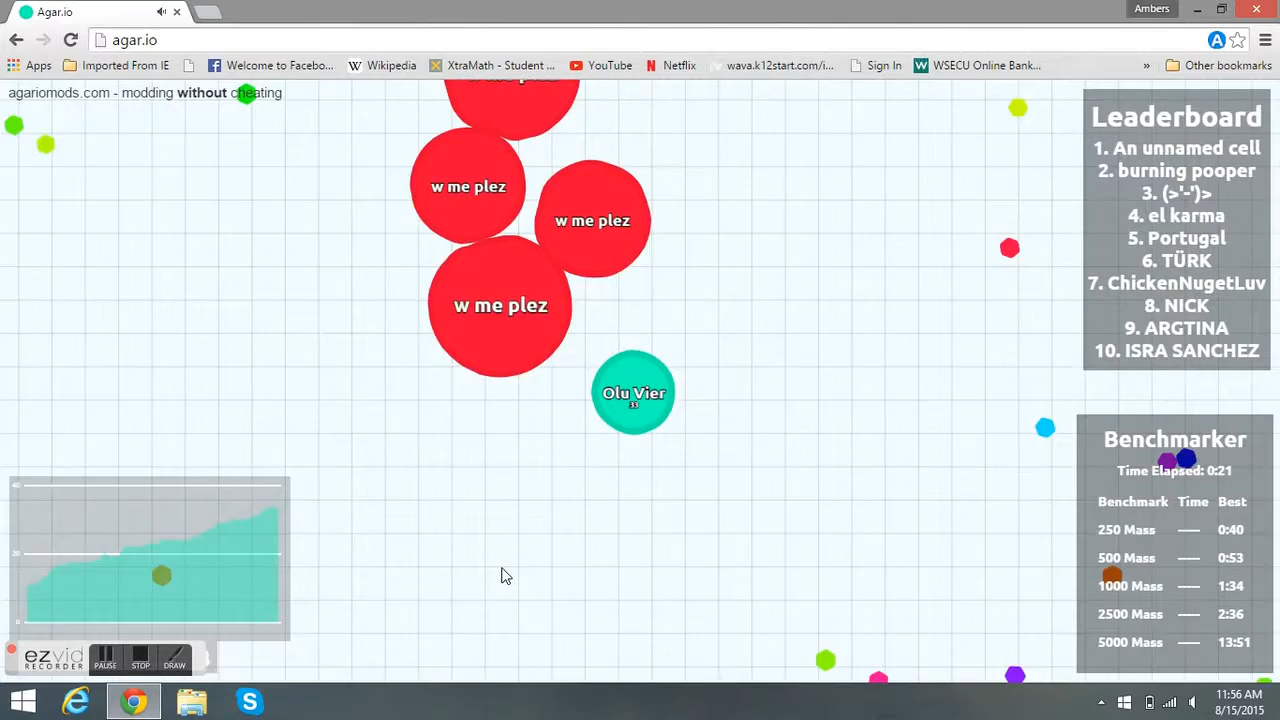 Agar.io
Ambers
agar.io
Apps
Imported From IE
Welcome to Facebo...
Wikipedia
XtraMath - Student ...
YouTube
Netflix
wava.k12start.com/i...
Sign In
WSECU Online Bank...
»
Other bookmarks
agariomods.com - modding without cheating
w me plez
w me plez
w me plez
Olu Vier
33
Leaderboard
1. An unnamed cell
2. burning pooper
3. (>'-')>
4. el karma
5. Portugal
6. TÜRK
7. ChickenNugetLuv
8. NICK
9. ARGTINA
10. ISRA SANCHEZ
Benchmarker
Time Elapsed: 0:21
Benchmark Time Best
250 Mass —— 0:40
500 Mass —— 0:53
1000 Mass —— 1:34
2500 Mass —— 2:36
5000 Mass —— 13:51
40
20
0
ezvid
RECORDER
PAUSE
STOP
DRAW
11:56 AM
8/15/2015